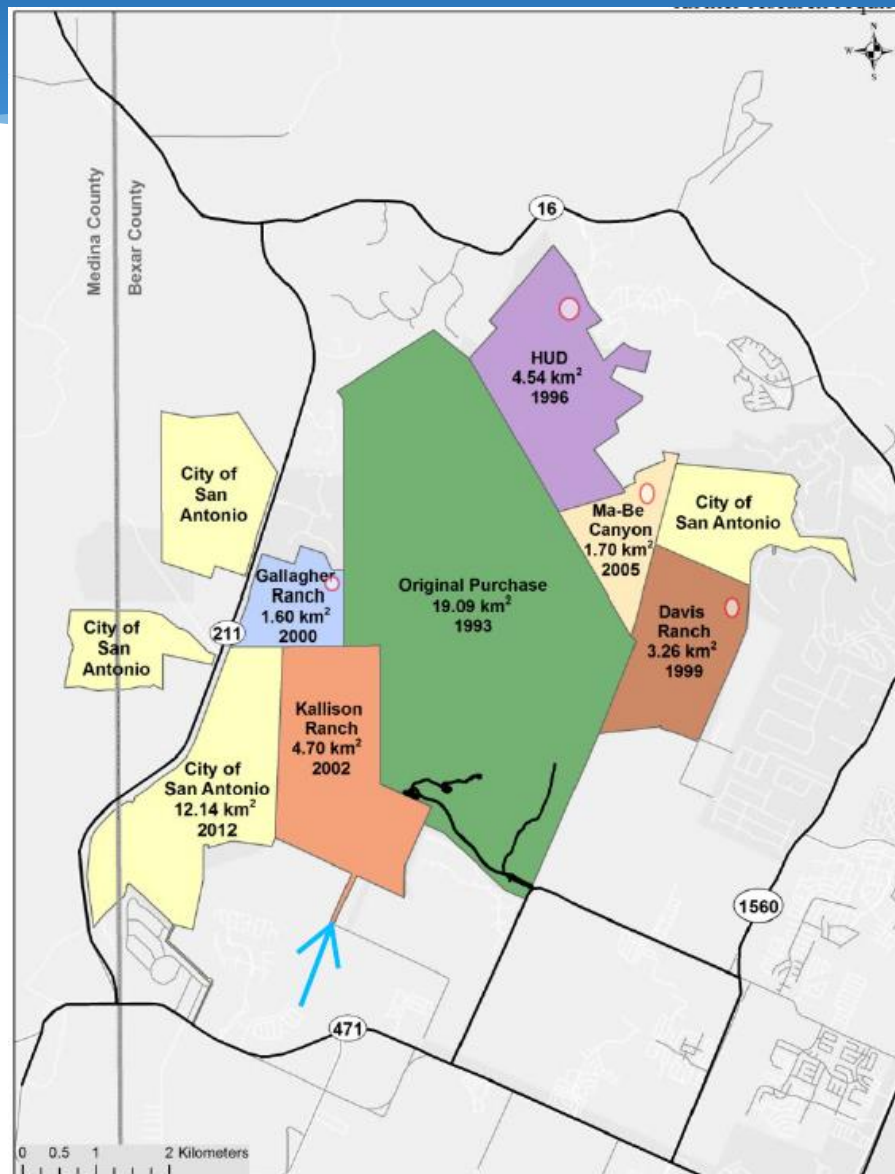 N
W E
S
16
Medina County
Bexar County
HUD
4.54 km²
1996
City of
San
Antonio
Ma-Be
Canyon
1.70 km²
2005
City of
San Antonio
Gallagher
Ranch
1.60 km²
2000
Original Purchase
19.09 km²
1993
Davis
Ranch
3.26 km²
1999
211
City of
San
Antonio
Kallison
Ranch
4.70 km²
2002
City of
San Antonio
12.14 km²
2012
1560
471
0 0.5 1 2 Kilometers